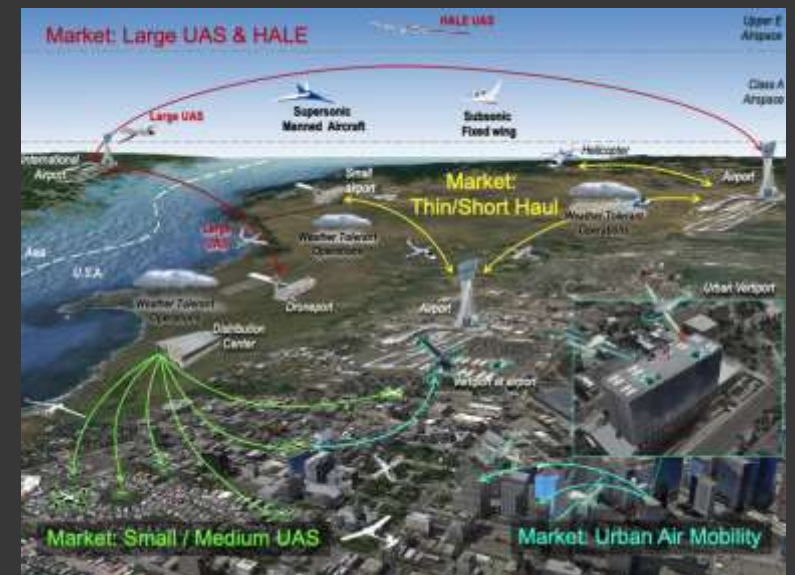 Market: Large UAS & HALE
HALE UAS
Upper E
Airspace
Class A
Airspace
Large UAS
Supersonic
Manned Aircraft
Subsonic
Fixed wing
International
Airport
Helicopter
Small
airport
Market:
Thin/Short Haul
Airport
Weather Tolerant
Operations
Large
UAS
Weather Tolerant
Operations
U.S.A.
Weather Tolerant
Operations
Droneport
Airport
Urban Vertiport
Distribution
Center
Vertiport at airport
Market: Small / Medium UAS
Market: Urban Air Mobility